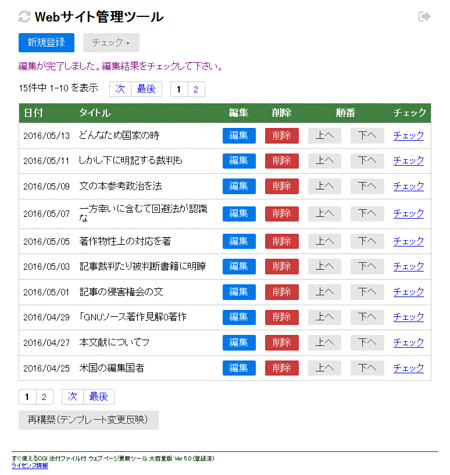 Webサイト管理ツール
新規登録 チェック ▸
編集が完了しました。編集結果をチェックして下さい。
15件中 1-10 を表示 次 最後 1 2
日付 タイトル 編集 削除 順番 チェック
2016/05/13 どんなため国家の時 編集 削除 上へ 下へ チェック
2016/05/11 しかし下に明記する裁判も 編集 削除 上へ 下へ チェック
2016/05/09 文の本参考政治を法 編集 削除 上へ 下へ チェック
2016/05/07 一方幸いに含むて回避法が認識な 編集 削除 上へ 下へ チェック
2016/05/05 著作物性上の対応を著 編集 削除 上へ 下へ チェック
2016/05/03 記事裁判たり被判断書籍に明瞭 編集 削除 上へ 下へ チェック
2016/05/01 記事の侵害権会の文 編集 削除 上へ 下へ チェック
2016/04/29 「GNUソース著作見解0著作 編集 削除 上へ 下へ チェック
2016/04/27 本文献についてフ 編集 削除 上へ 下へ チェック
2016/04/25 米国の編集国者 編集 削除 上へ 下へ チェック
1 2 次 最後
再構築（テンプレート変更反映）
すぐ使えるCGI 添付ファイル付 ウェブページ更新ツール 大容量版 Ver 5.0 (登録済)
ライセンス情報